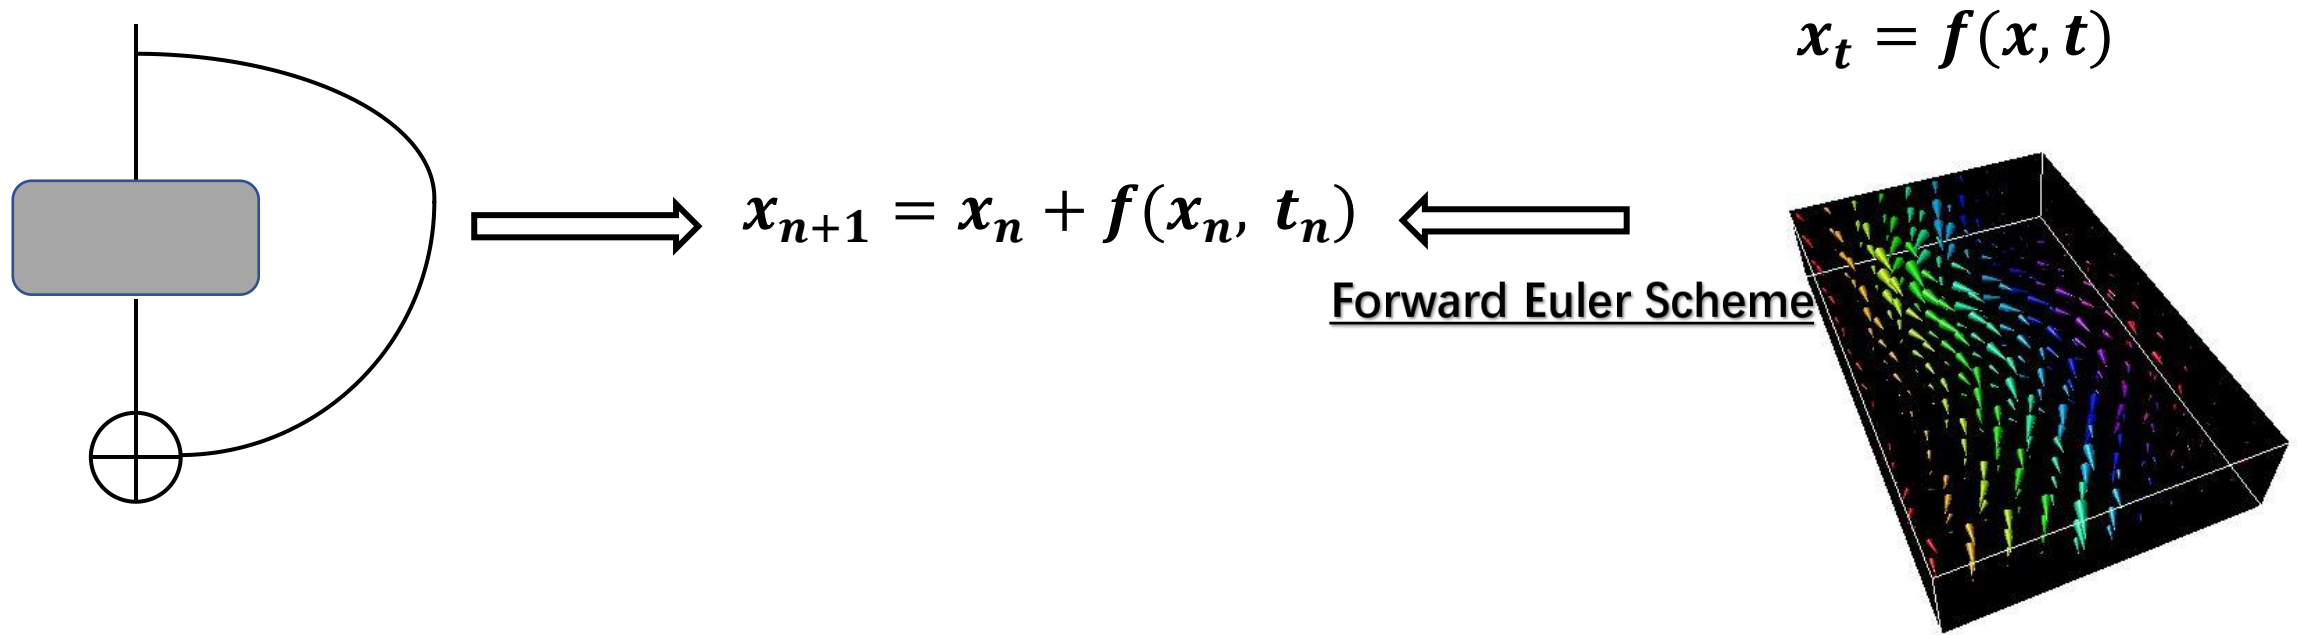 x_t = f(x, t)
x_{n+1} = x_n + f(x_n, t_n)
Forward Euler Scheme